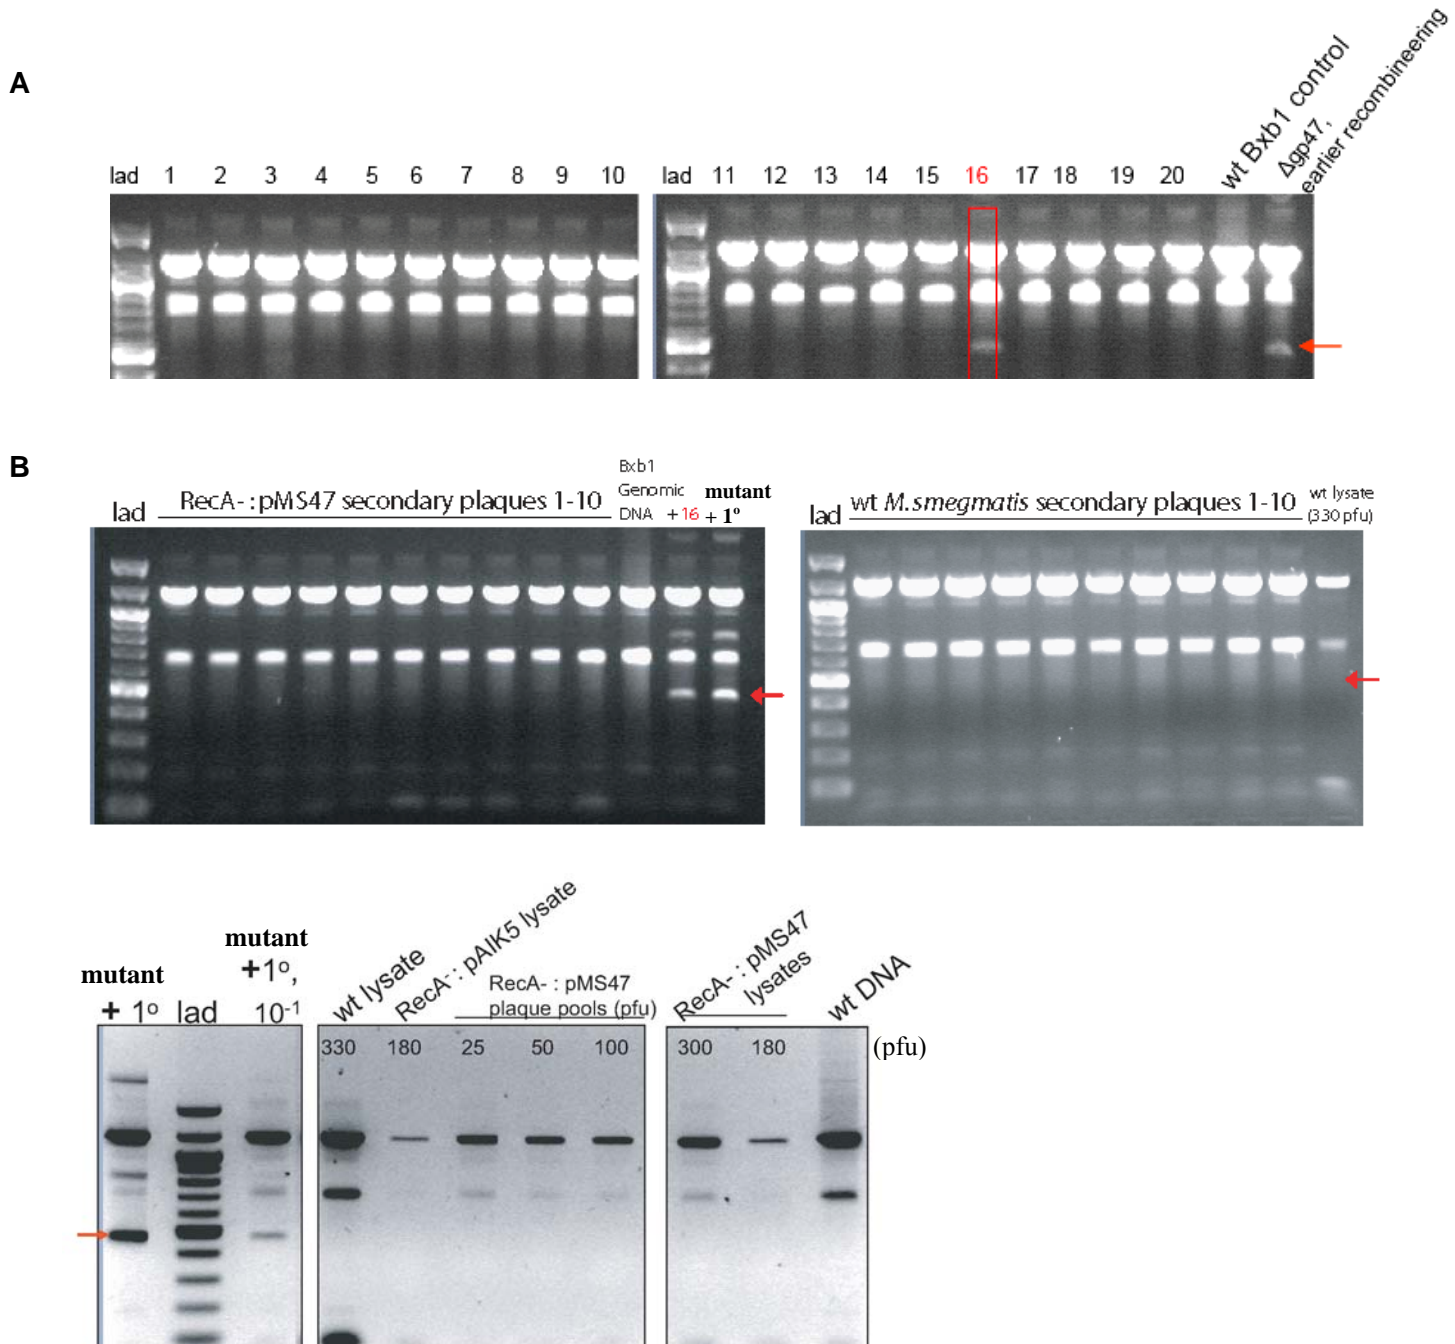 A
wt Bxb1 control
Δgp47,
earlier recombineering
lad 1 2 3 4 5 6 7 8 9 10
lad 11 12 13 14 15 16 17 18 19 20
B
lad
RecA- : pMS47 secondary plaques 1-10
Bxb1
Genomic
DNA
+ 16
mutant
+ 1º
lad
wt M.smegmatis secondary plaques 1-10
wt lysate
(330 pfu)
mutant
+ 1º
lad
mutant
+1º,
10-1
wt lysate
RecA- : pAIK5 lysate
RecA- : pMS47
plaque pools (pfu)
RecA- : pMS47
lysates
wt DNA
330 180 25 50 100
300 180 (pfu)